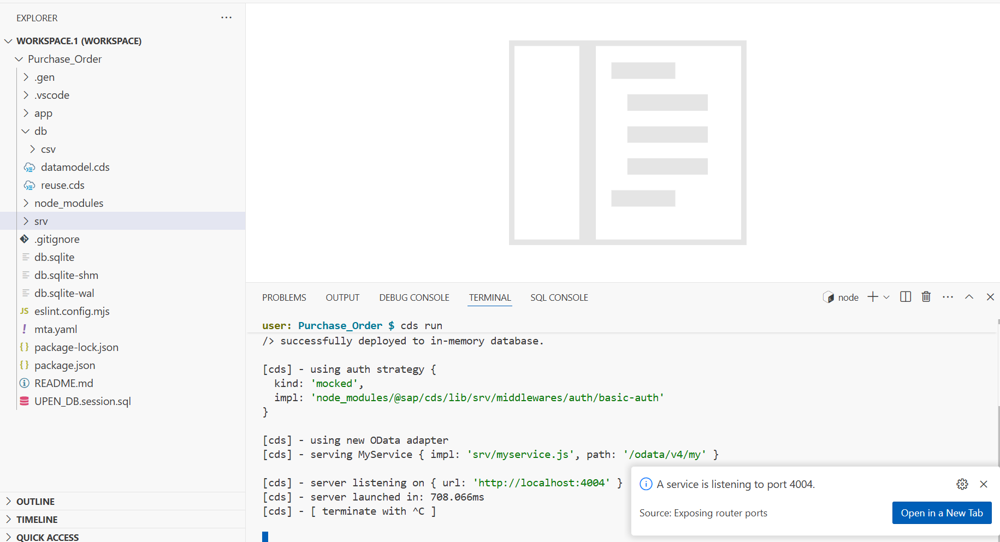 EXPLORER
WORKSPACE.1 (WORKSPACE)
Purchase_Order
.gen
.vscode
app
db
csv
datamodel.cds
reuse.cds
node_modules
srv
.gitignore
db.sqlite
db.sqlite-shm
db.sqlite-wal
JS eslint.config.mjs
! mta.yaml
{} package-lock.json
{} package.json
README.md
UPEN_DB.session.sql
OUTLINE
TIMELINE
QUICK ACCESS
PROBLEMS OUTPUT DEBUG CONSOLE TERMINAL SQL CONSOLE
node
user: Purchase_Order $ cds run
/> successfully deployed to in-memory database.
[cds] - using auth strategy {
kind: 'mocked',
impl: 'node_modules/@sap/cds/lib/srv/middlewares/auth/basic-auth'
}
[cds] - using new OData adapter
[cds] - serving MyService { impl: 'srv/myservice.js', path: '/odata/v4/my' }
[cds] - server listening on { url: 'http://localhost:4004' }
[cds] - server launched in: 708.066ms
[cds] - [ terminate with ^C ]
A service is listening to port 4004.
Source: Exposing router ports
Open in a New Tab